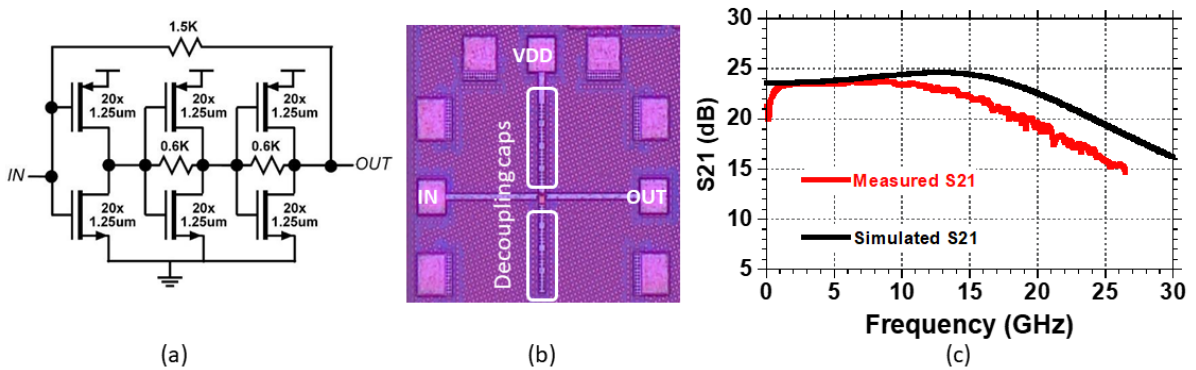 1.5K
20x
1.25um
20x
1.25um
20x
1.25um
0.6K
0.6K
IN
OUT
20x
1.25um
20x
1.25um
20x
1.25um
(a)
VDD
Decoupling caps
IN
OUT
(b)
S21 (dB)
30
25
20
15
10
5
Measured S21
Simulated S21
0
5
10
15
20
25
30
Frequency (GHz)
(c)